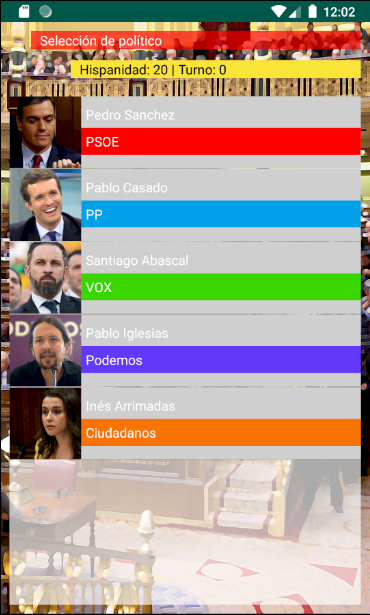 12:02
Selección de político
Hispanidad: 20 | Turno: 0
Pedro Sanchez
PSOE
Pablo Casado
PP
Santiago Abascal
VOX
Pablo Iglesias
Podemos
Inés Arrimadas
Ciudadanos